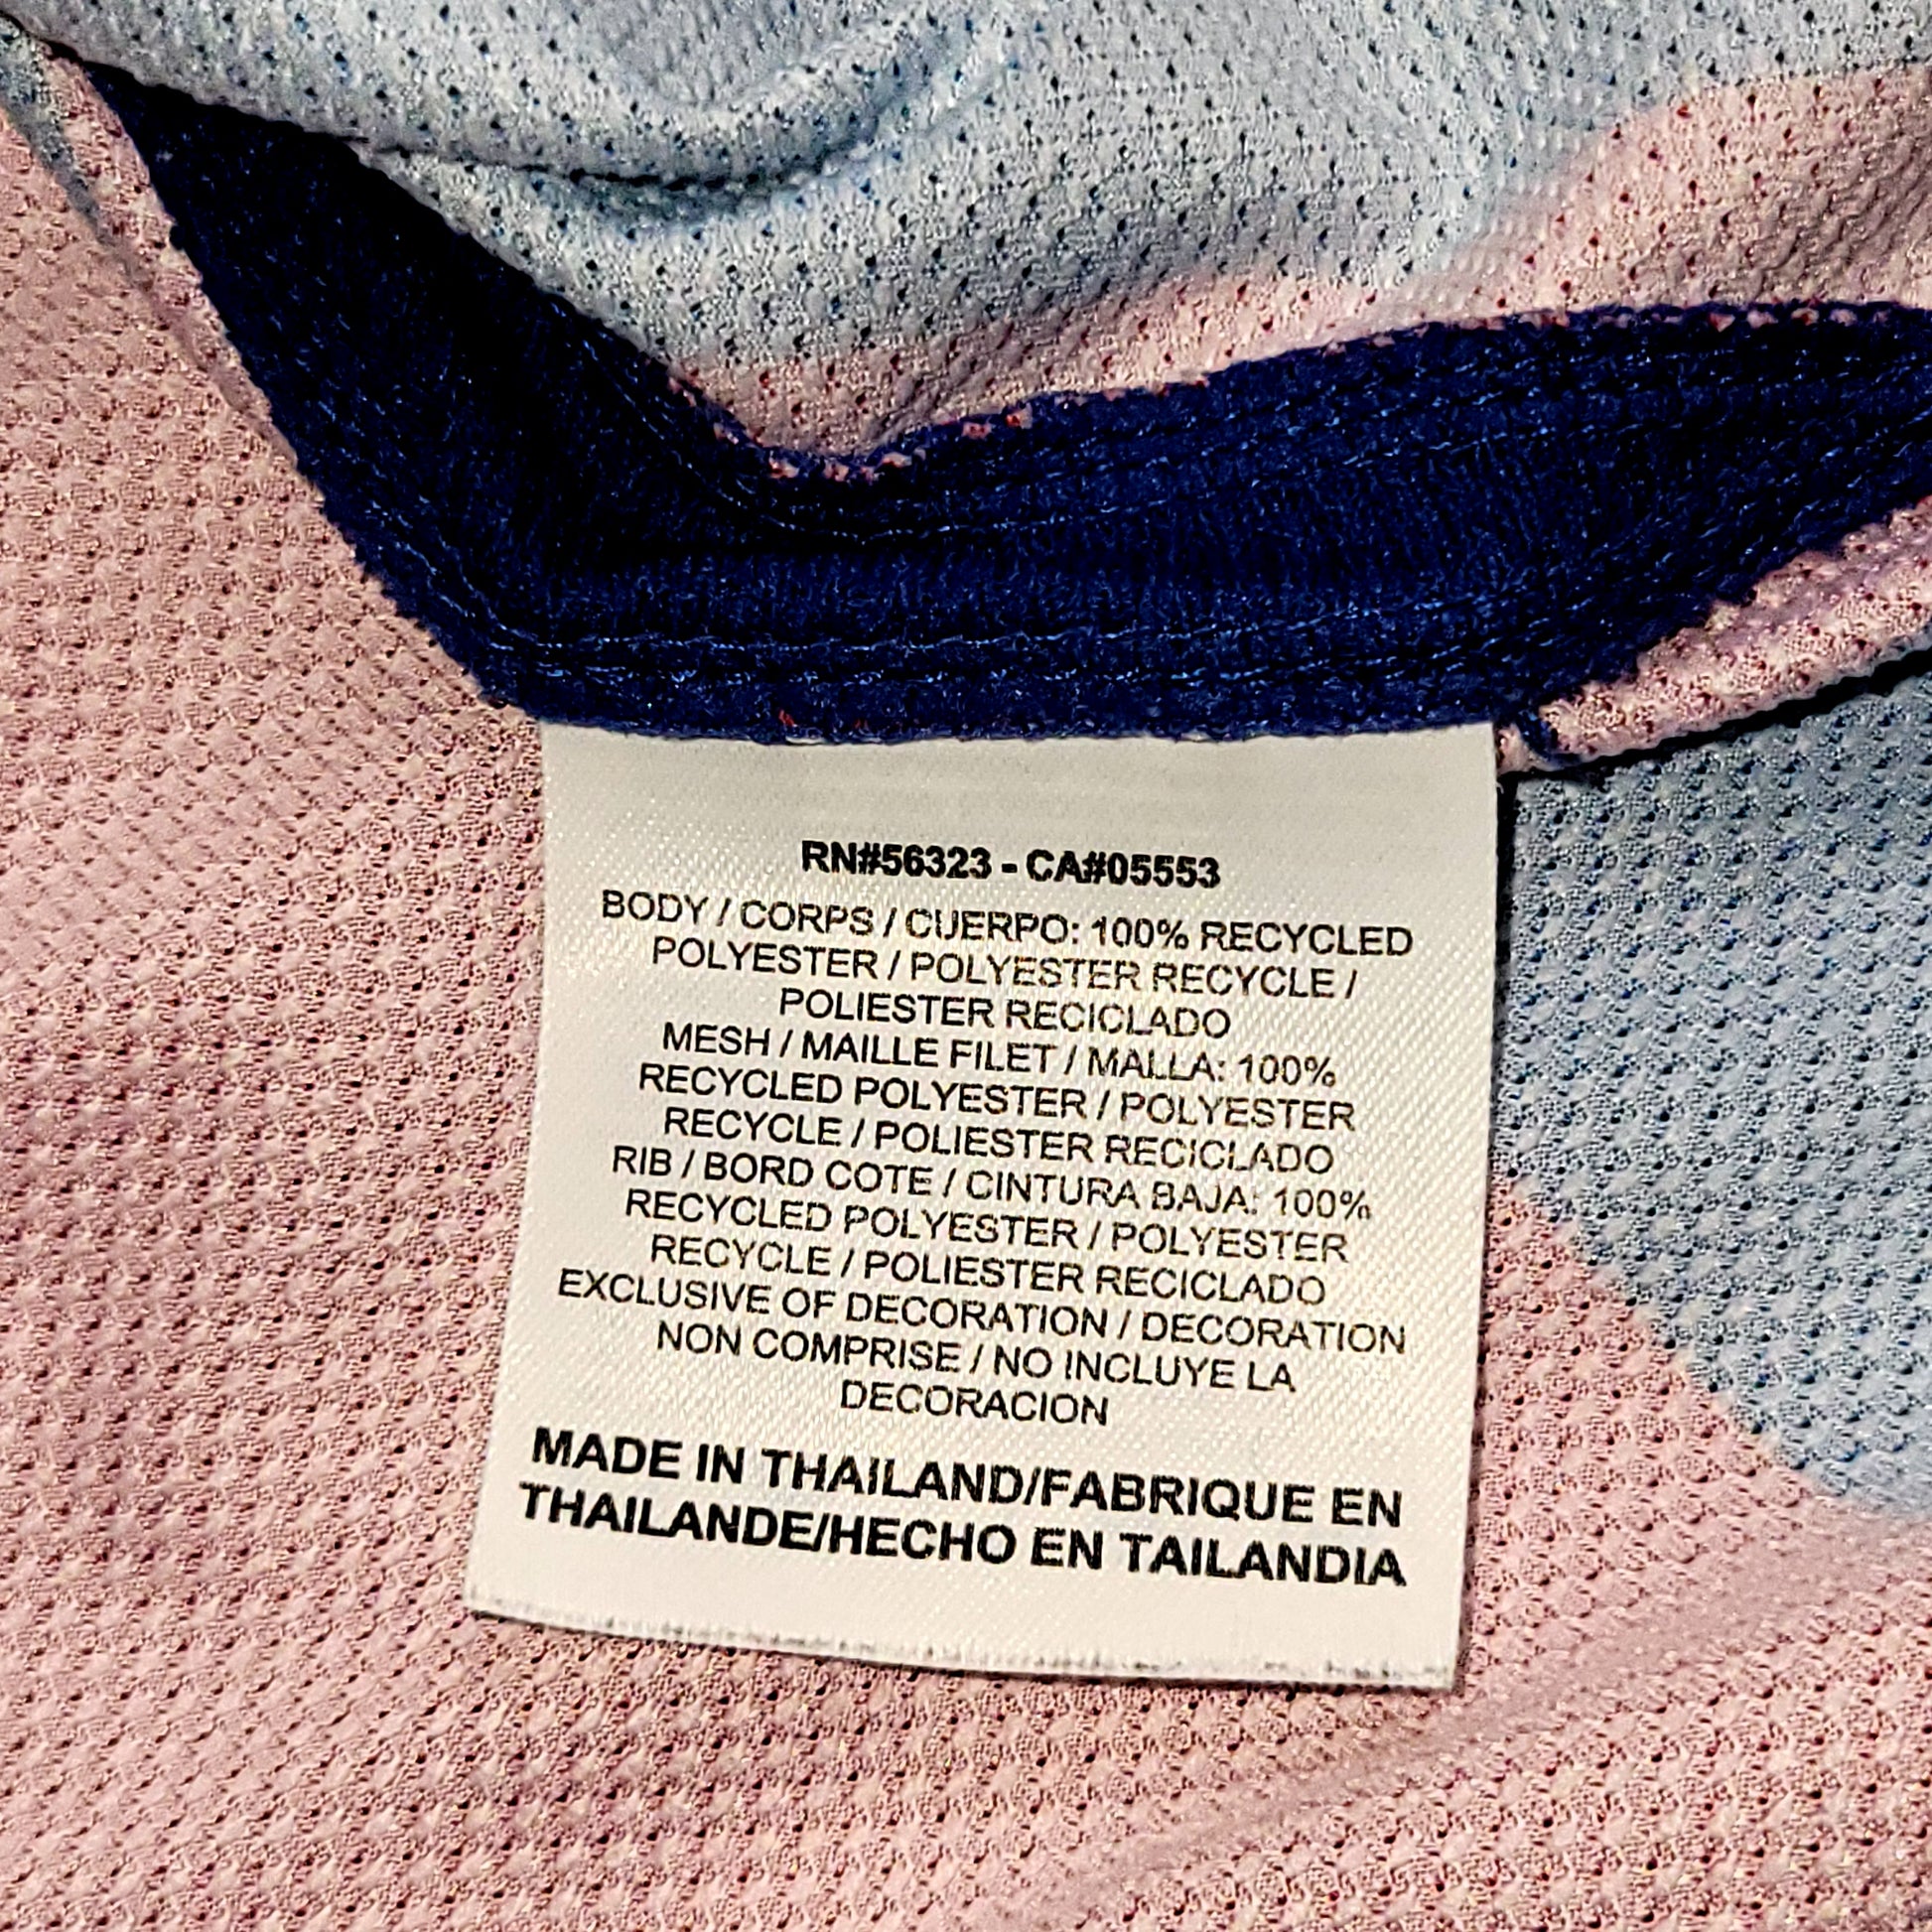 RN#56323 - CA#05553
BODY / CORPS / CUERPO: 100% RECYCLED
POLYESTER / POLYESTER RECYCLE /
POLIESTER RECICLADO
MESH / MAILLE FILET / MALLA: 100%
RECYCLED POLYESTER / POLYESTER
RECYCLE / POLIESTER RECICLADO
RIB / BORD COTE / CINTURA BAJA: 100%
RECYCLED POLYESTER / POLYESTER
RECYCLE / POLIESTER RECICLADO
EXCLUSIVE OF DECORATION / DECORATION
NON COMPRISE / NO INCLUYE LA
DECORACION
MADE IN THAILAND/FABRIQUE EN
THAILANDE/HECHO EN TAILANDIA